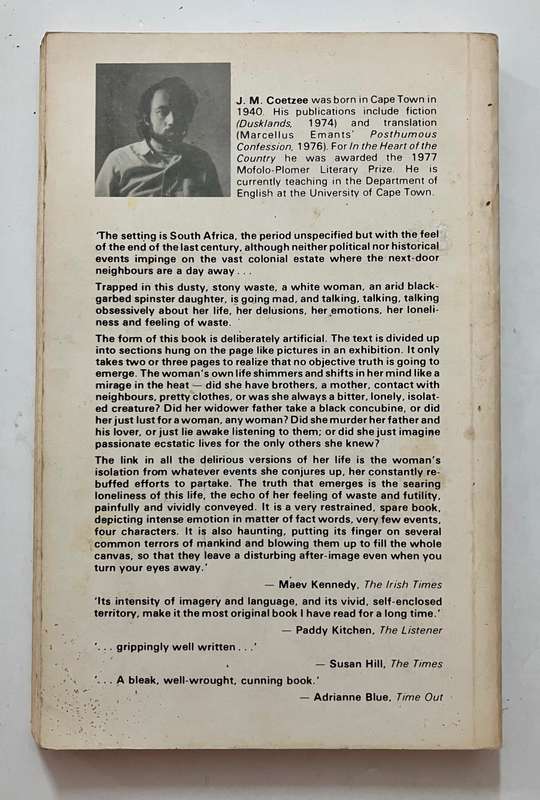 J. M. Coetzee was born in Cape Town in
1940. His publications include fiction
(Dusklands, 1974) and translation
(Marcellus Emants' Posthumous
Confession, 1976). For In the Heart of the
Country he was awarded the 1977
Mofolo-Plomer Literary Prize. He is
currently teaching in the Department of
English at the University of Cape Town.
'The setting is South Africa, the period unspecified but with the feel
of the end of the last century, although neither political nor historical
events impinge on the vast colonial estate where the next-door
neighbours are a day away . . .
Trapped in this dusty, stony waste, a white woman, an arid black-
garbed spinster daughter, is going mad, and talking, talking, talking
obsessively about her life, her delusions, her emotions, her loneli-
ness and feeling of waste.
The form of this book is deliberately artificial. The text is divided up
into sections hung on the page like pictures in an exhibition. It only
takes two or three pages to realize that no objective truth is going to
emerge. The woman's own life shimmers and shifts in her mind like a
mirage in the heat — did she have brothers, a mother, contact with
neighbours, pretty clothes, or was she always a bitter, lonely, isolat-
ed creature? Did her widower father take a black concubine, or did
her just lust for a woman, any woman? Did she murder her father and
his lover, or just lie awake listening to them; or did she just imagine
passionate ecstatic lives for the only others she knew?
The link in all the delirious versions of her life is the woman's
isolation from whatever events she conjures up, her constantly re-
buffed efforts to partake. The truth that emerges is the searing
loneliness of this life, the echo of her feeling of waste and futility,
painfully and vividly conveyed. It is a very restrained, spare book,
depicting intense emotion in matter of fact words, very few events,
four characters. It is also haunting, putting its finger on several
common terrors of mankind and blowing them up to fill the whole
canvas, so that they leave a disturbing after-image even when you
turn your eyes away.'
— Maev Kennedy, The Irish Times
'Its intensity of imagery and language, and its vivid, self-enclosed
territory, make it the most original book I have read for a long time.'
— Paddy Kitchen, The Listener
'. . . grippingly well written . . .'
— Susan Hill, The Times
'. . . A bleak, well-wrought, cunning book.'
— Adrianne Blue, Time Out